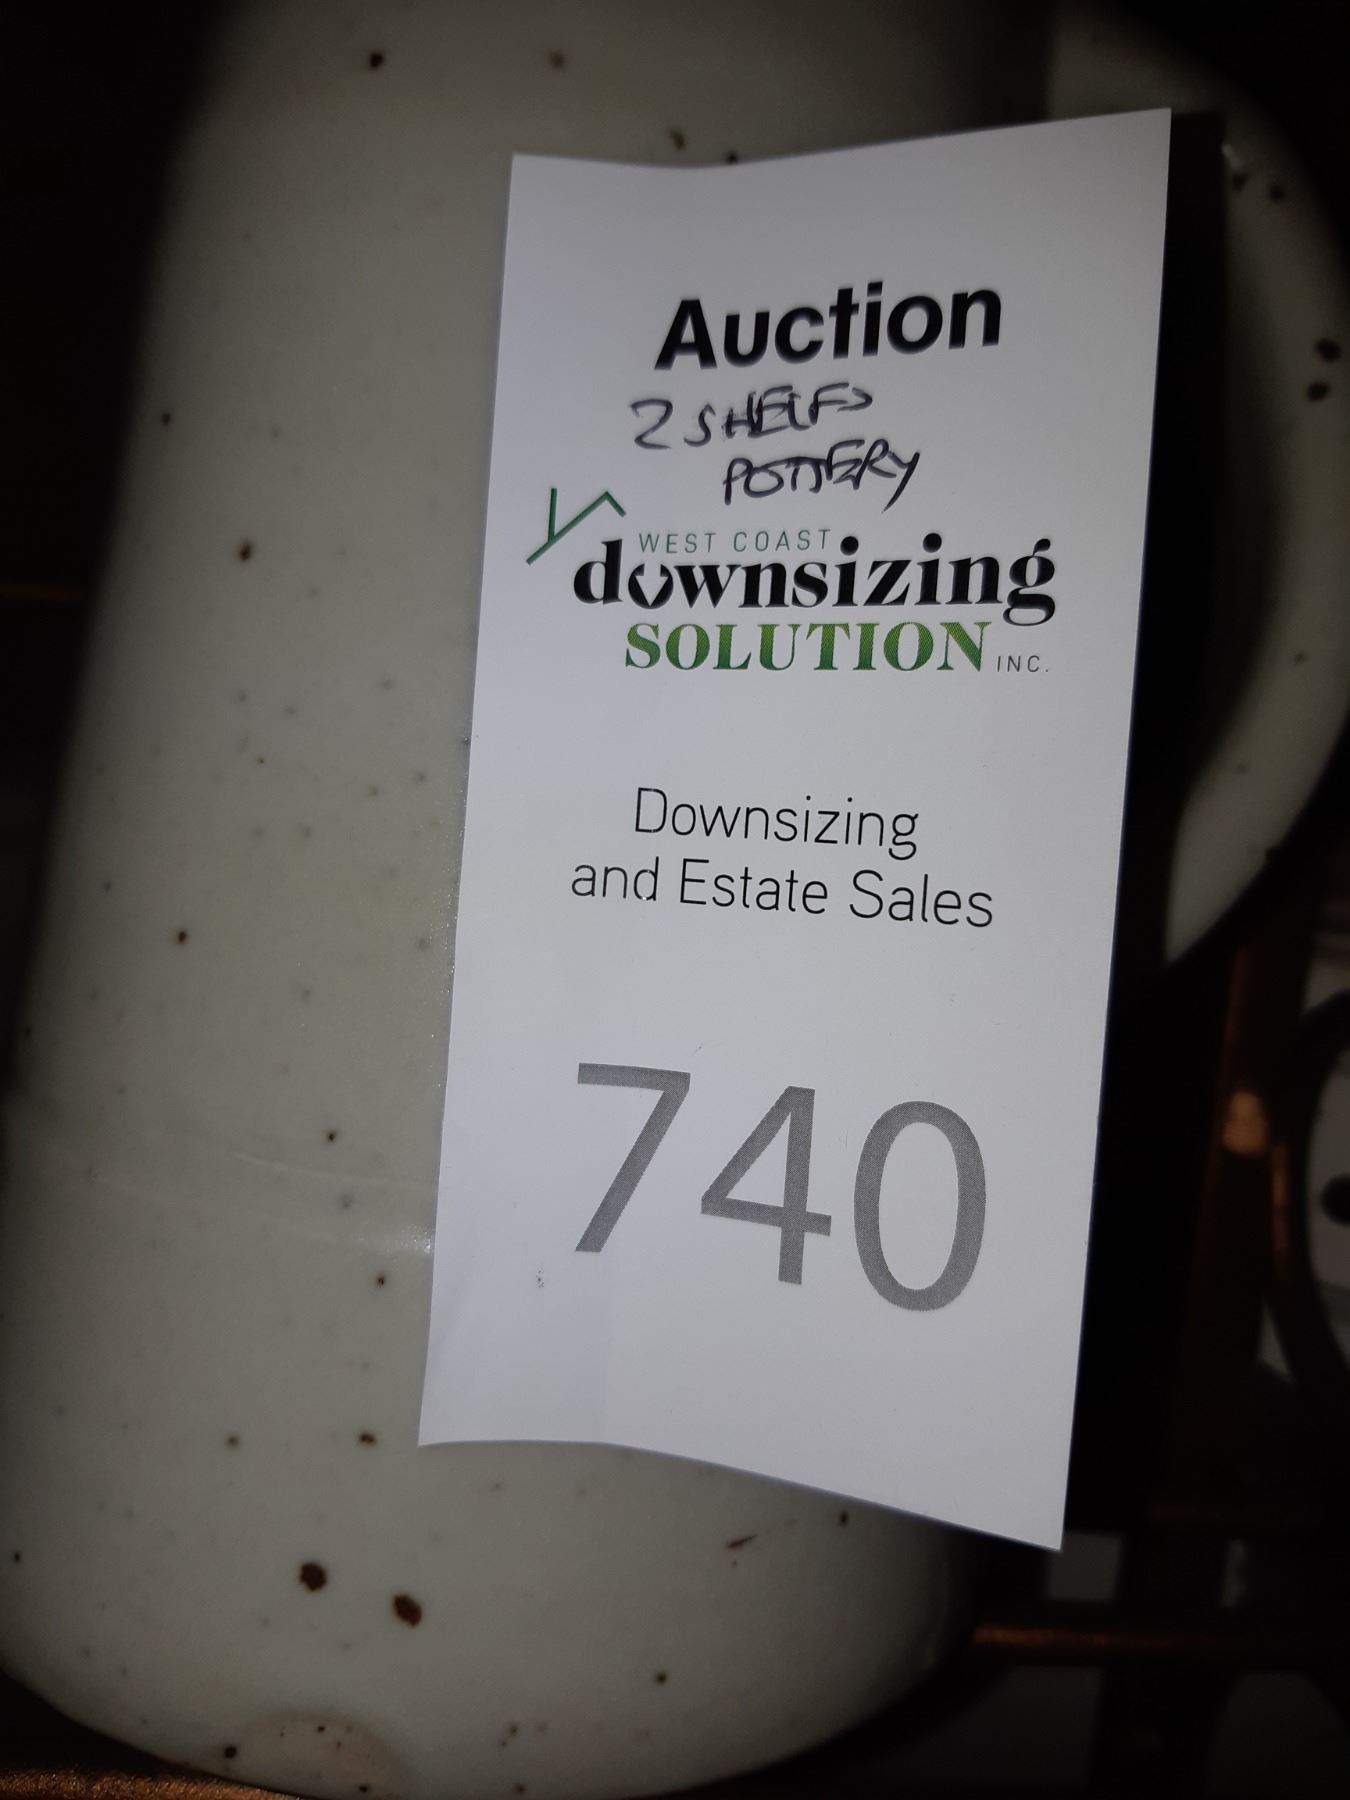 Auction
2 SHELFS
POTTERY
WEST COAST
downsizing
SOLUTION INC.
Downsizing
and Estate Sales
740